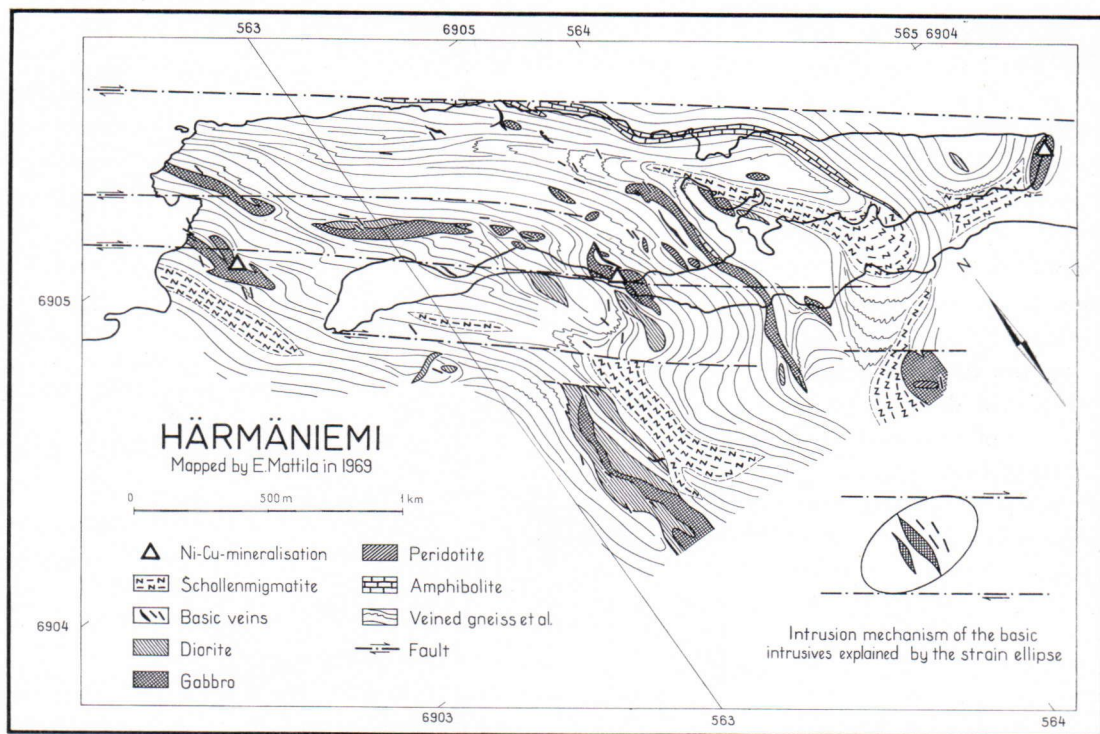 563 6905 564 565 6904
N
6905
HÄRMÄNIEMI
Mapped by E.Mattila in 1969
0 500 m 1 km
Ni-Cu-mineralisation
Schollenmigmatite
Basic veins
Diorite
Gabbro
Peridotite
Amphibolite
Veined gneiss et al.
Fault
6904
Intrusion mechanism of the basic
intrusives explained by the strain ellipse
6903 563 564